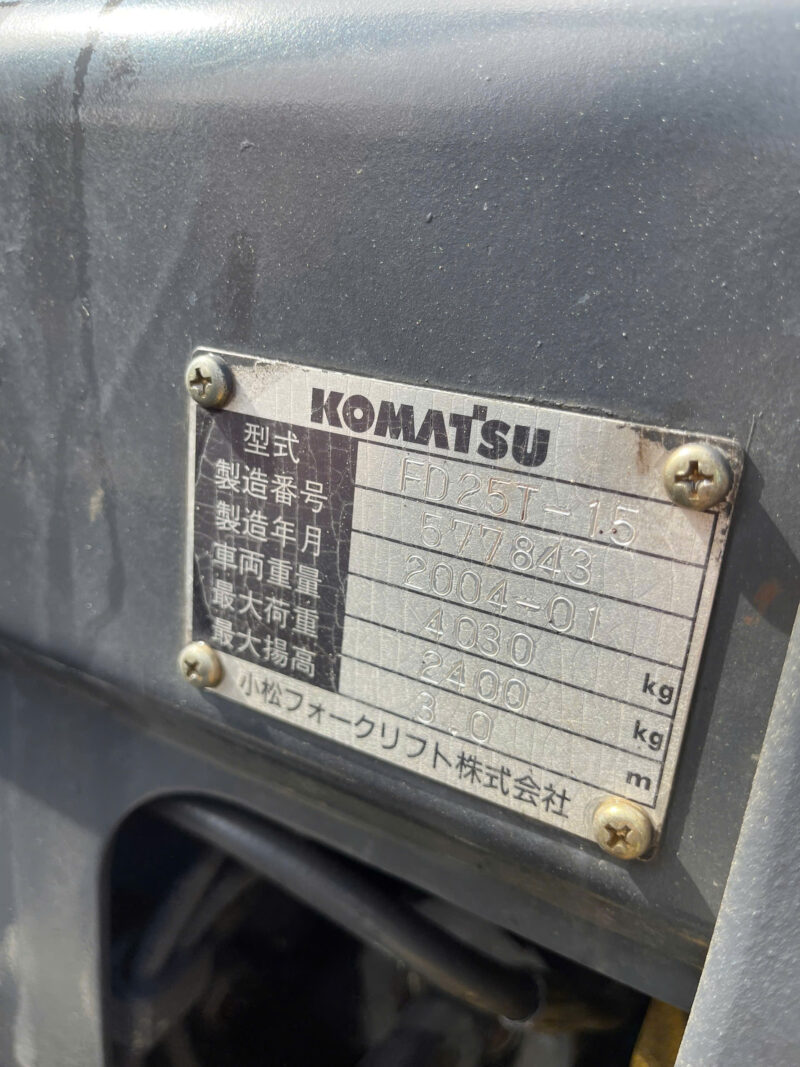 KOMATSU
型式 FD25T-15
製造番号 577843
製造年月 2004-01
車両重量 4030 kg
最大荷重 2400 kg
最大揚高 3.0 m
小松フォークリフト株式会社